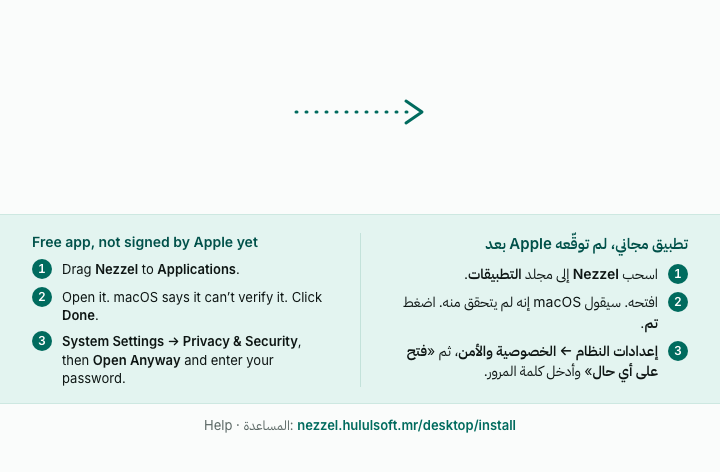 Free app, not signed by Apple yet
1 Drag Nezzel to Applications.
2 Open it. macOS says it can’t verify it. Click
Done.
3 System Settings → Privacy & Security,
then Open Anyway and enter your
password.
تطبيق مجاني، لم توقّعه Apple بعد
1 اسحب Nezzel إلى مجلد التطبيقات.
2 افتحه. سيقول macOS إنه لم يتحقق منه. اضغط
تم.
3 إعدادات النظام ← الخصوصية والأمن، ثم «فتح
على أي حال» وأدخل كلمة المرور.
Help · المساعدة: nezzel.hululsoft.mr/desktop/install